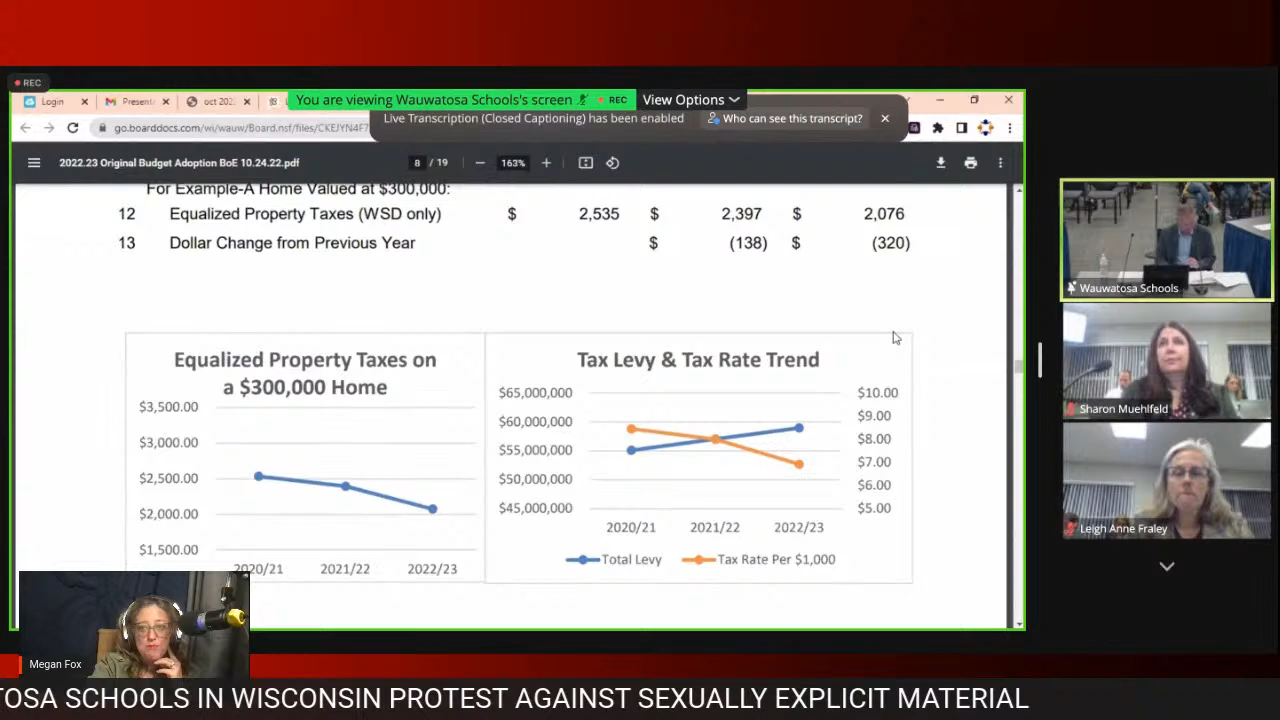 REC
Login
Present
oct 202
You are viewing Wauwatosa Schools's screen
REC
View Options
Live Transcription (Closed Captioning) has been enabled
Who can see this transcript?
go.boarddocs.com/wi/wauw/Board.nsf/files/CKEJYN4F7
2022.23 Original Budget Adoption BoE 10.24.22.pdf
8 / 19
163%
For Example-A Home Valued at $300,000:
12 Equalized Property Taxes (WSD only) $ 2,535 $ 2,397 $ 2,076
13 Dollar Change from Previous Year $ (138) $ (320)
Equalized Property Taxes on
a $300,000 Home
$3,500.00
$3,000.00
$2,500.00
$2,000.00
$1,500.00
2020/21 2021/22 2022/23
Tax Levy & Tax Rate Trend
$65,000,000 $10.00
$9.00
$60,000,000
$8.00
$55,000,000
$7.00
$50,000,000
$6.00
$45,000,000 $5.00
2020/21 2021/22 2022/23
Total Levy Tax Rate Per $1,000
Wauwatosa Schools
Sharon Muehlfeld
Leigh Anne Fraley
Megan Fox
TOSA SCHOOLS IN WISCONSIN PROTEST AGAINST SEXUALLY EXPLICIT MATERIAL